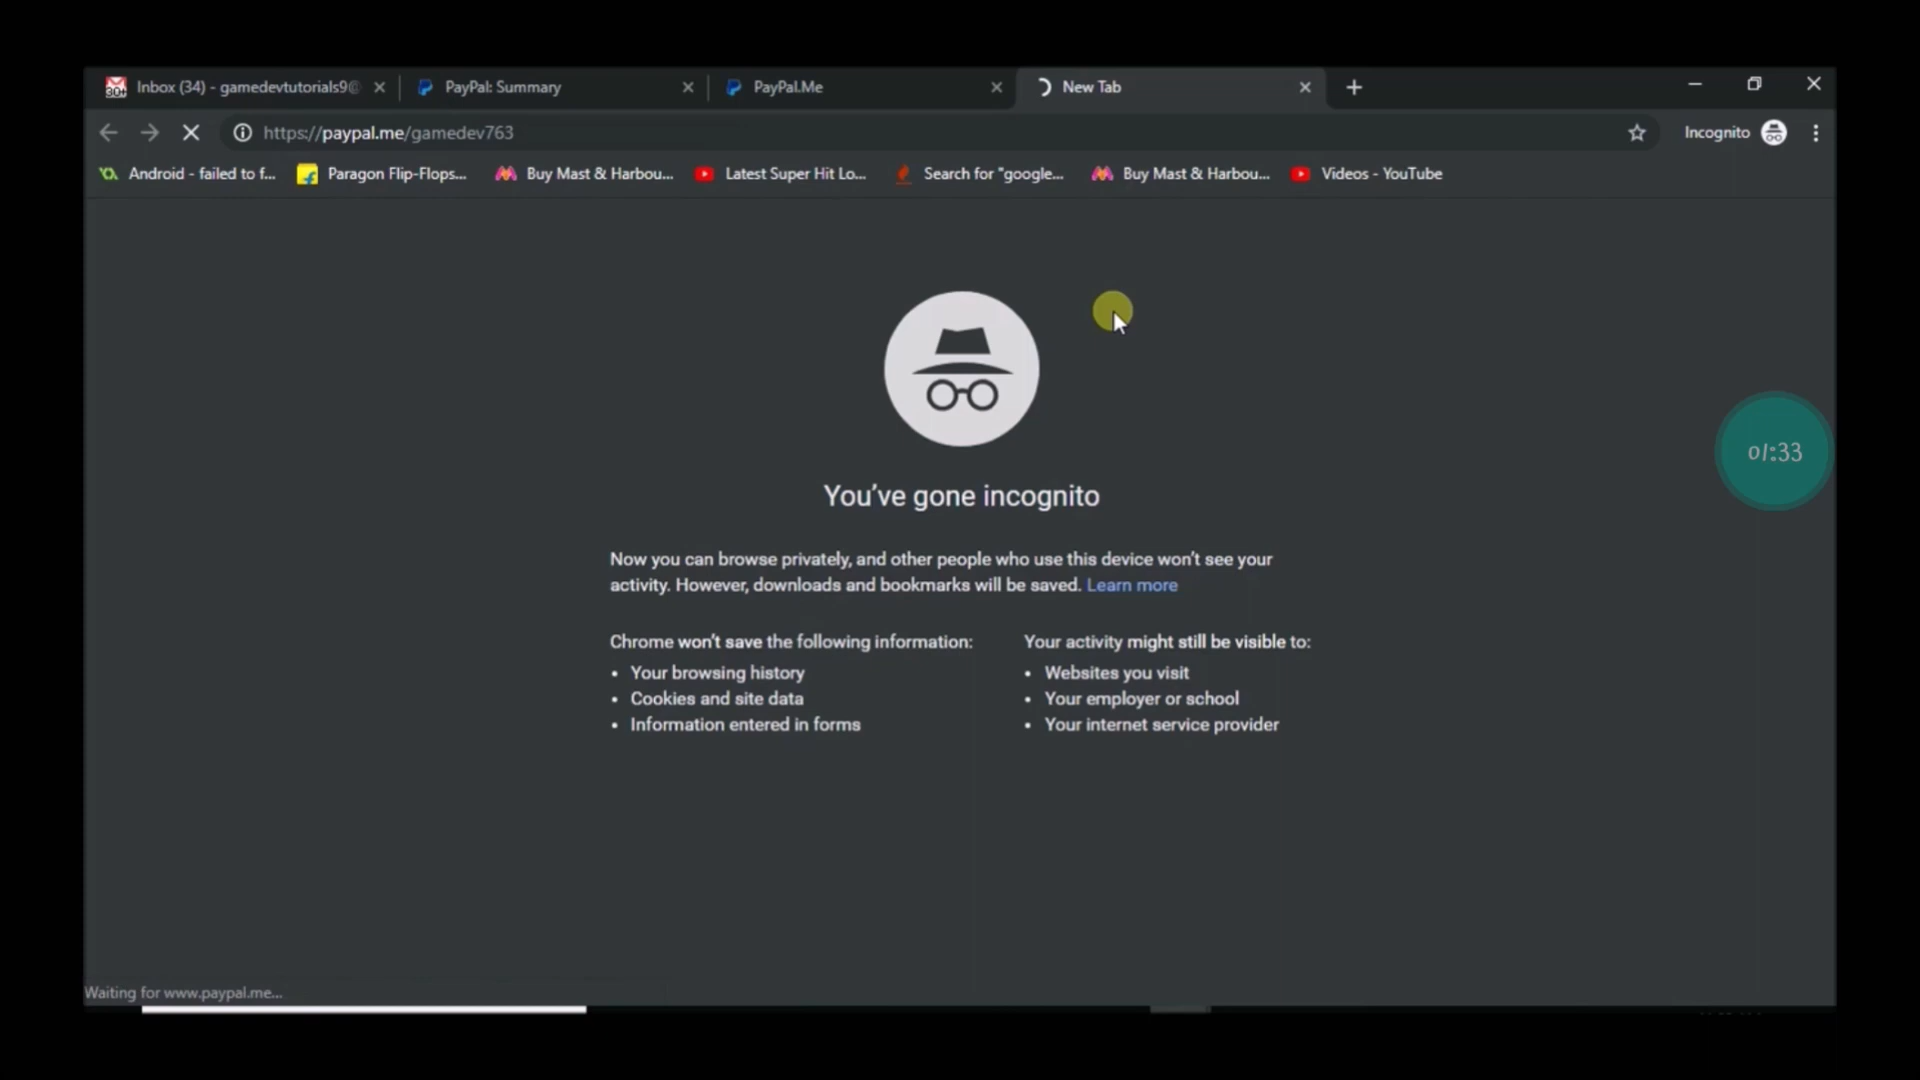 Inbox (34) - gamedevtutorials9@
PayPal: Summary
PayPal.Me
New Tab
https://paypal.me/gamedev763
Incognito
Android - failed to f...
Paragon Flip-Flops...
Buy Mast & Harbou...
Latest Super Hit Lo...
Search for "google...
Buy Mast & Harbou...
Videos - YouTube
01:33
You've gone incognito
Now you can browse privately, and other people who use this device won't see your
activity. However, downloads and bookmarks will be saved. Learn more
Chrome won't save the following information:
• Your browsing history
• Cookies and site data
• Information entered in forms
Your activity might still be visible to:
• Websites you visit
• Your employer or school
• Your internet service provider
Waiting for www.paypal.me...